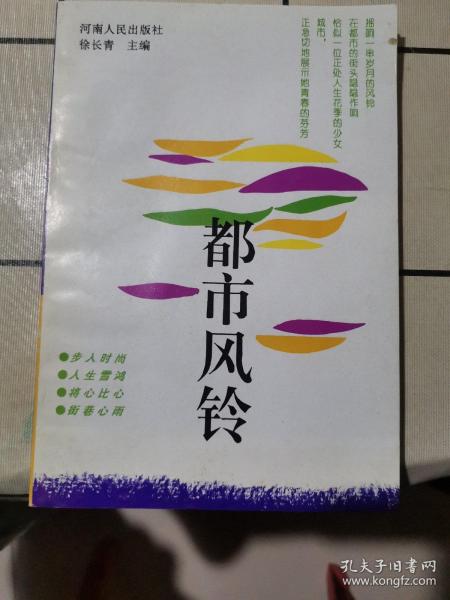 河南人民出版社
徐长青 主编
摇响一串岁月的风铃
在都市的街头隐隐作响
恰似一位正处人生花季的少女
城市，
正急切地展示她青春的芬芳
都市风铃
●步入时尚
●人生雪鸿
●将心比心
●街巷心雨
孔夫子旧书网
www.kongfz.com